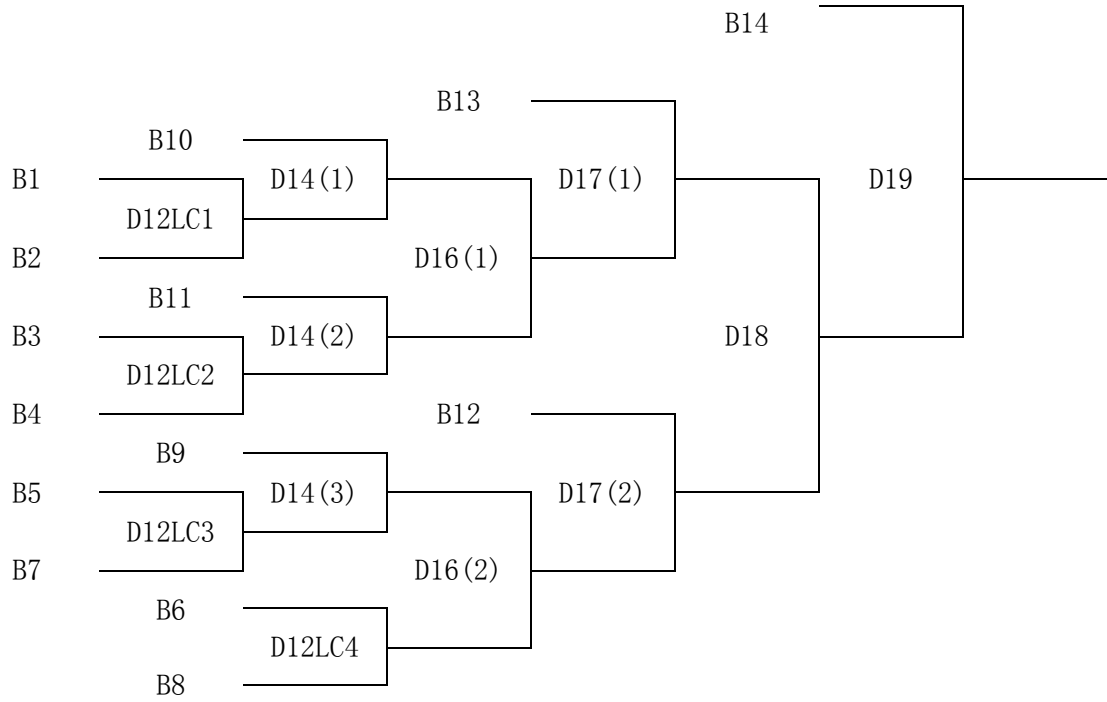 B14
B13
B10
B1
D14(1)
D17(1)
D19
D12LC1
B2
D16(1)
B11
B3
D14(2)
D18
D12LC2
B4
B12
B9
B5
D14(3)
D17(2)
D12LC3
B7
D16(2)
B6
D12LC4
B8